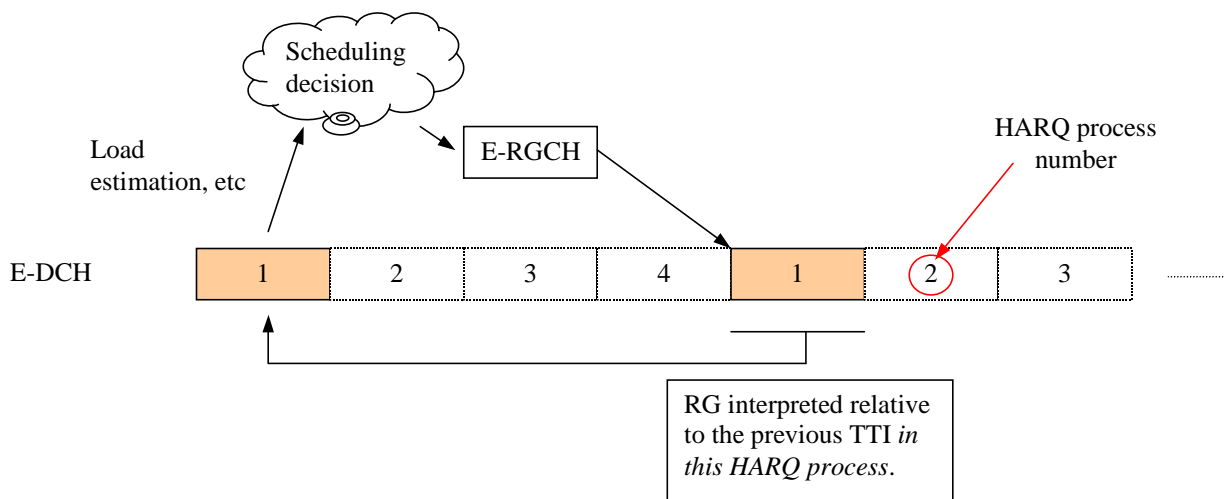 Scheduling
decision
E-RGCH
HARQ process
number
Load
estimation, etc
E-DCH
1
2
3
4
1
2
3
RG interpreted relative
to the previous TTI in
this HARQ process.